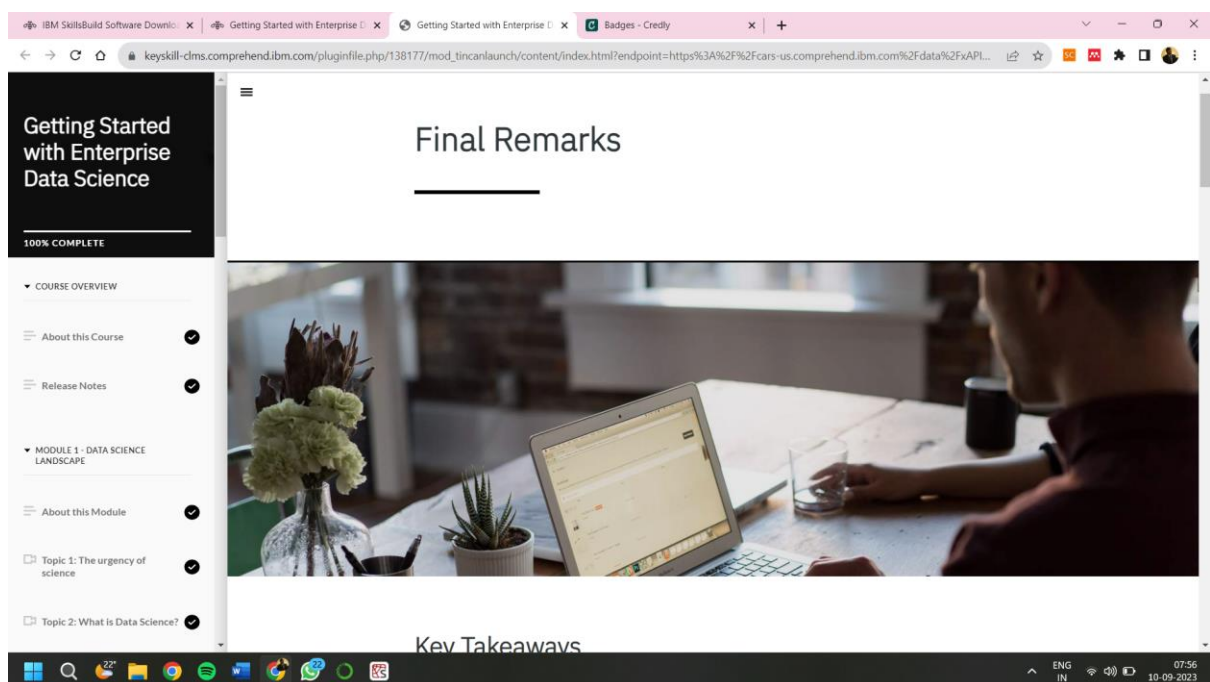 IBM SkillsBuild Software Downlo
Getting Started with Enterprise D
Getting Started with Enterprise D
Badges - Credly
keyskill-clms.comprehend.ibm.com/pluginfile.php/138177/mod_tincanlaunch/content/index.html?endpoint=https%3A%2F%2Fcars-us.comprehend.ibm.com%2Fdata%2FxAPI...
Getting Started
with Enterprise
Data Science
100% COMPLETE
COURSE OVERVIEW
About this Course
Release Notes
MODULE 1 - DATA SCIENCE
LANDSCAPE
About this Module
Topic 1: The urgency of
science
Topic 2: What is Data Science?
Final Remarks
Key Takeaways
22°
22
ENG
IN
07:56
10-09-2023